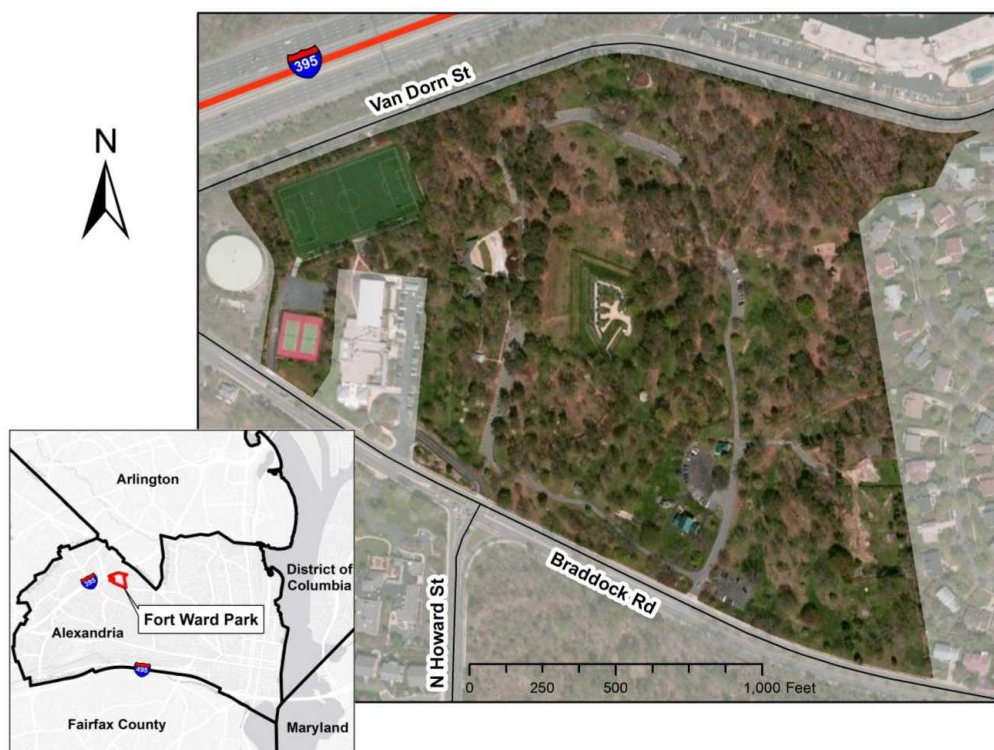 395
Van Dorn St
N
Arlington
District of
Columbia
395
Fort Ward Park
Alexandria
495
Fairfax County
Maryland
N Howard St
Braddock Rd
0 250 500 1,000 Feet